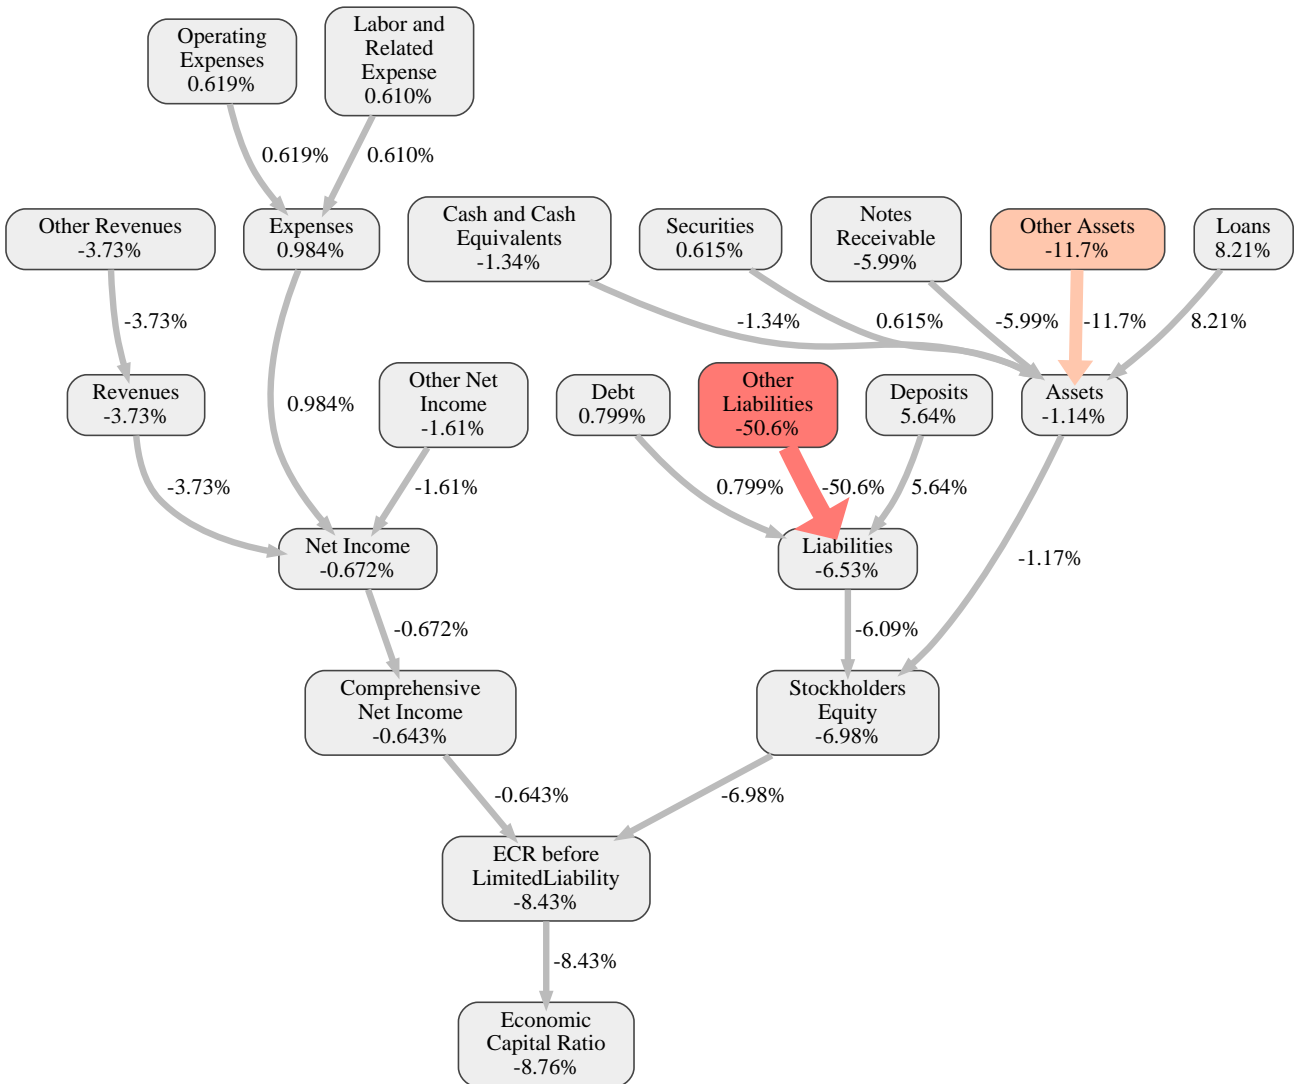 Operating
Expenses
0.619%
Labor and
Related
Expense
0.610%
0.619%
0.610%
Other Revenues
-3.73%
Expenses
0.984%
Cash and Cash
Equivalents
-1.34%
Securities
0.615%
Notes
Receivable
-5.99%
Other Assets
-11.7%
Loans
8.21%
-3.73%
-1.34%
0.615%
-5.99%
-11.7%
8.21%
Revenues
-3.73%
0.984%
Other Net
Income
-1.61%
Debt
0.799%
Other
Liabilities
-50.6%
Deposits
5.64%
Assets
-1.14%
-3.73%
-1.61%
0.799%
-50.6%
5.64%
Net Income
-0.672%
Liabilities
-6.53%
-1.17%
-0.672%
-6.09%
Comprehensive
Net Income
-0.643%
Stockholders
Equity
-6.98%
-0.643%
-6.98%
ECR before
LimitedLiability
-8.43%
-8.43%
Economic
Capital Ratio
-8.76%